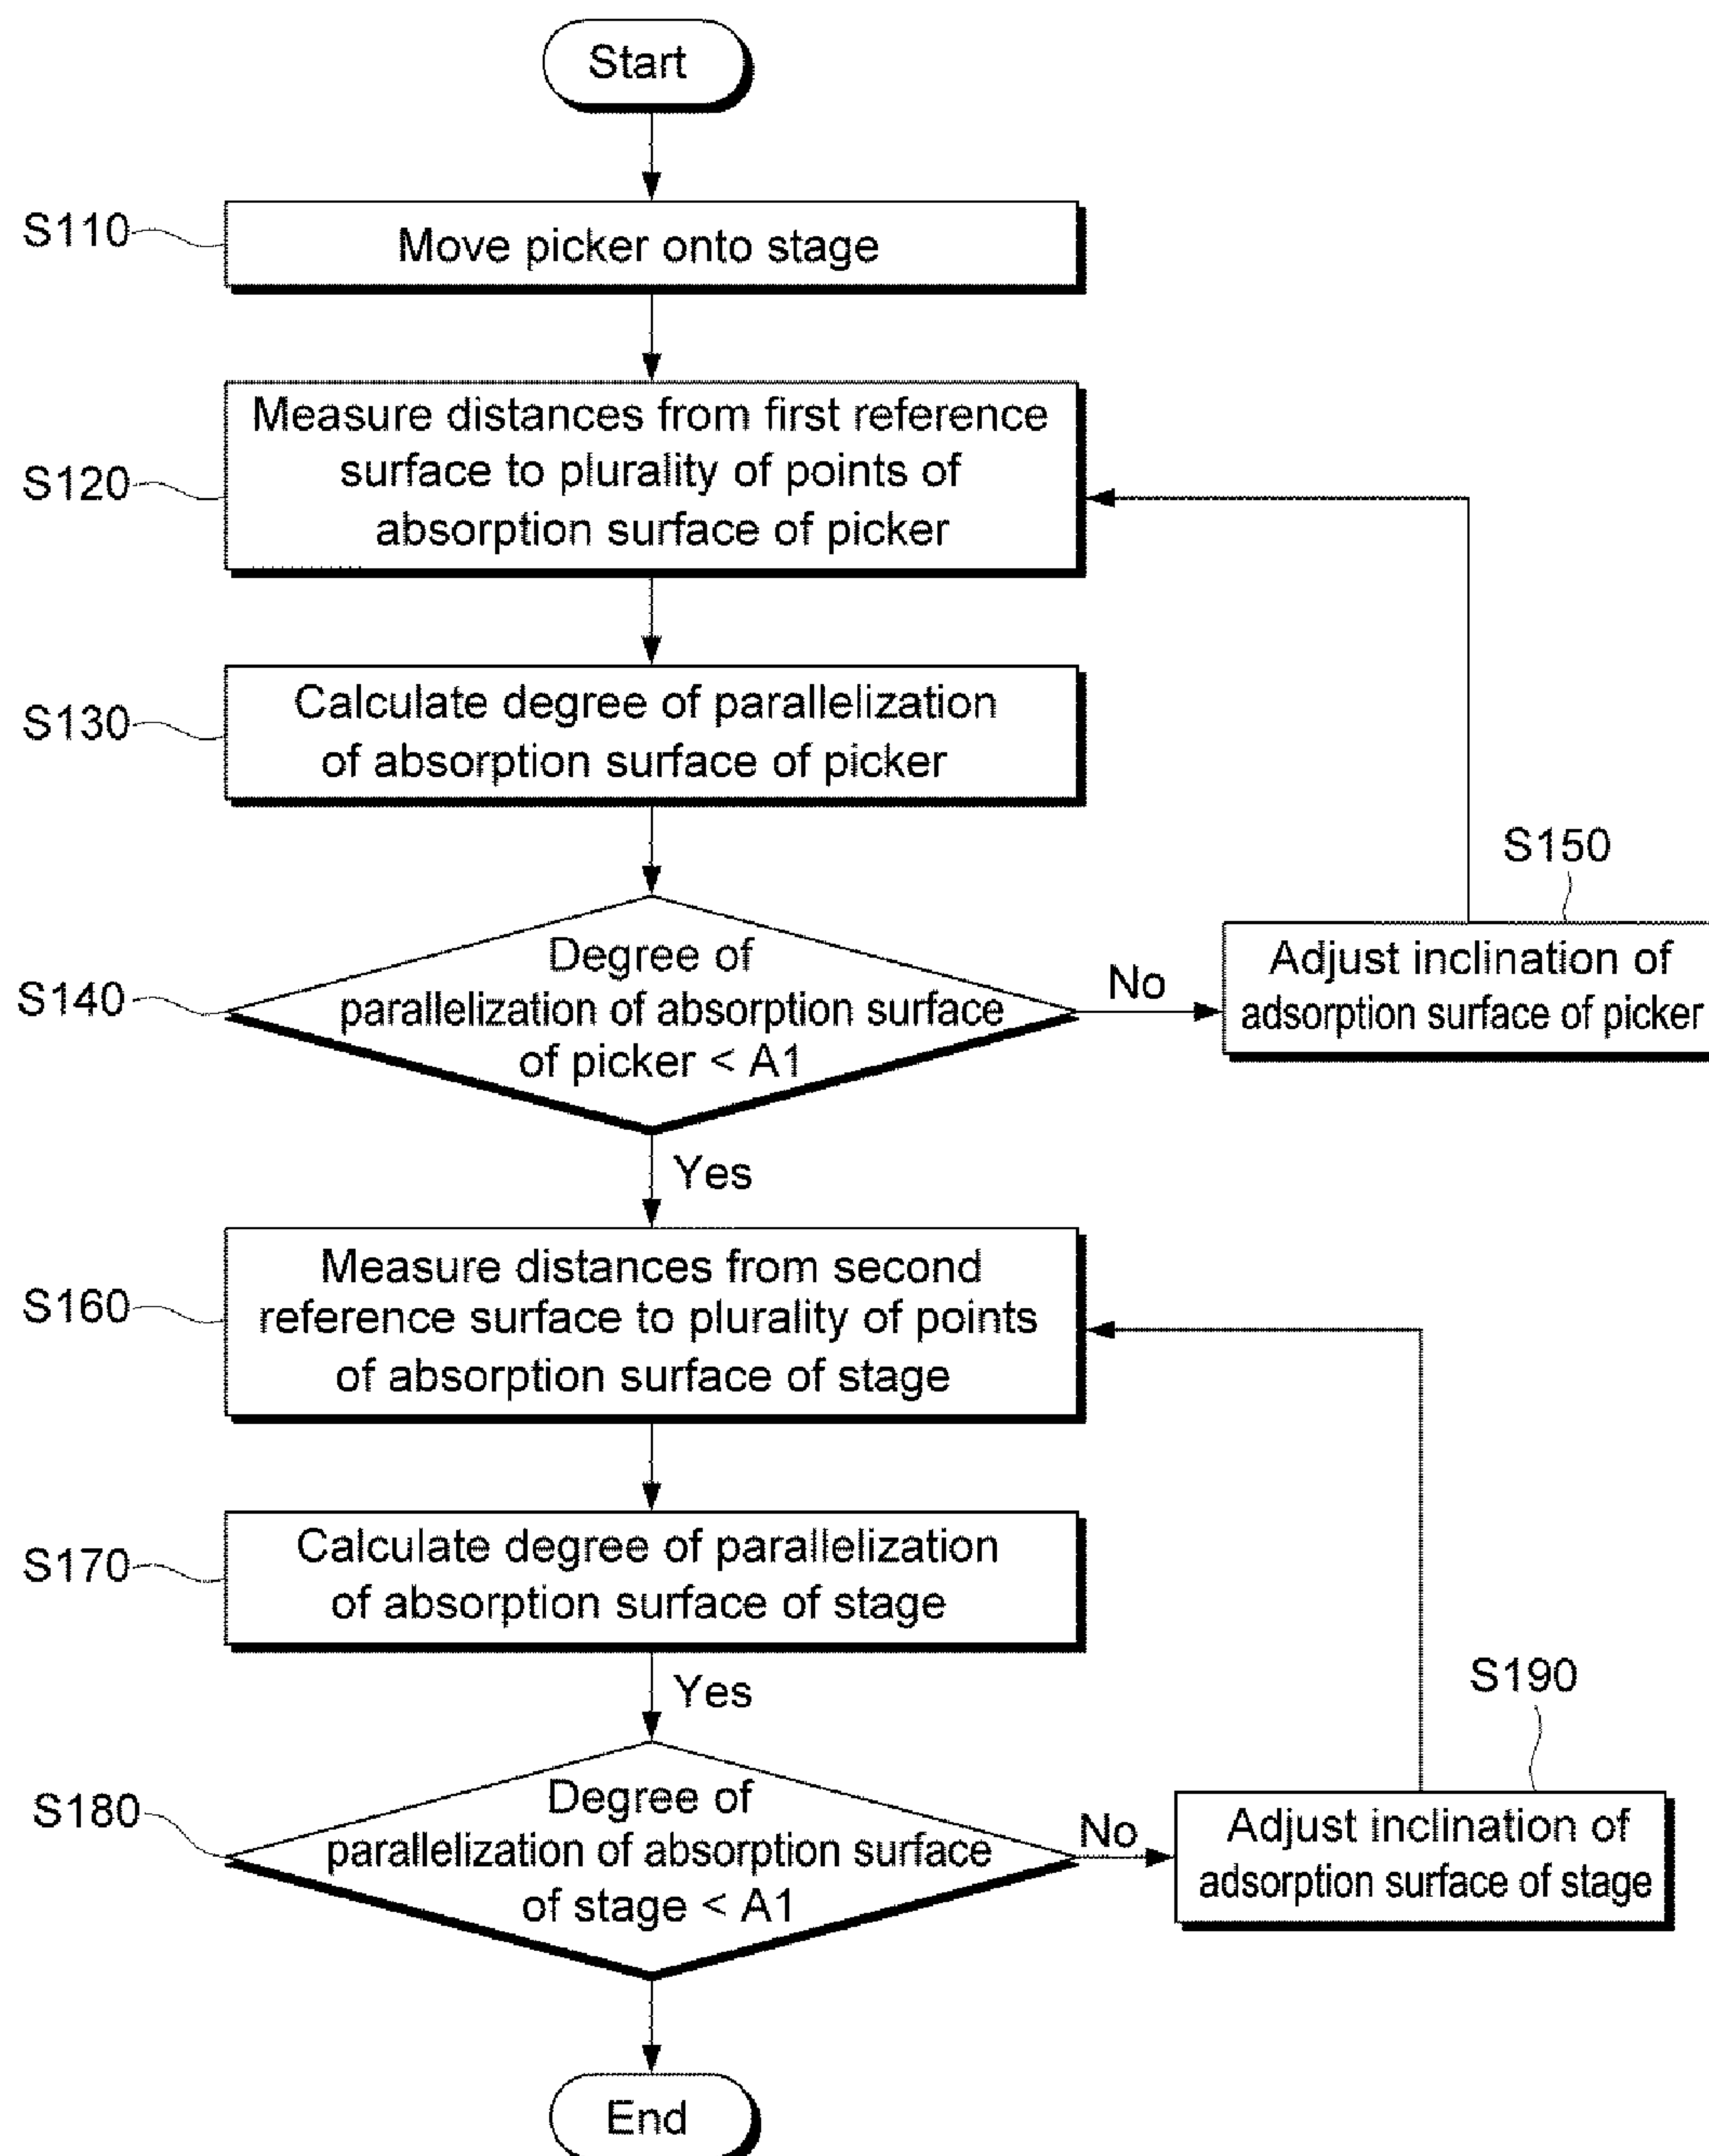 Start
S110
Move picker onto stage
S120
Measure distances from first reference
surface to plurality of points of
absorption surface of picker
S130
Calculate degree of parallelization
of absorption surface of picker
S140
Degree of
parallelization of absorption surface
of picker < A1
No
S150
Adjust inclination of
adsorption surface of picker
Yes
S160
Measure distances from second
reference surface to plurality of points
of absorption surface of stage
S170
Calculate degree of parallelization
of absorption surface of stage
Yes
S180
Degree of
parallelization of absorption surface
of stage < A1
No
S190
Adjust inclination of
adsorption surface of stage
End